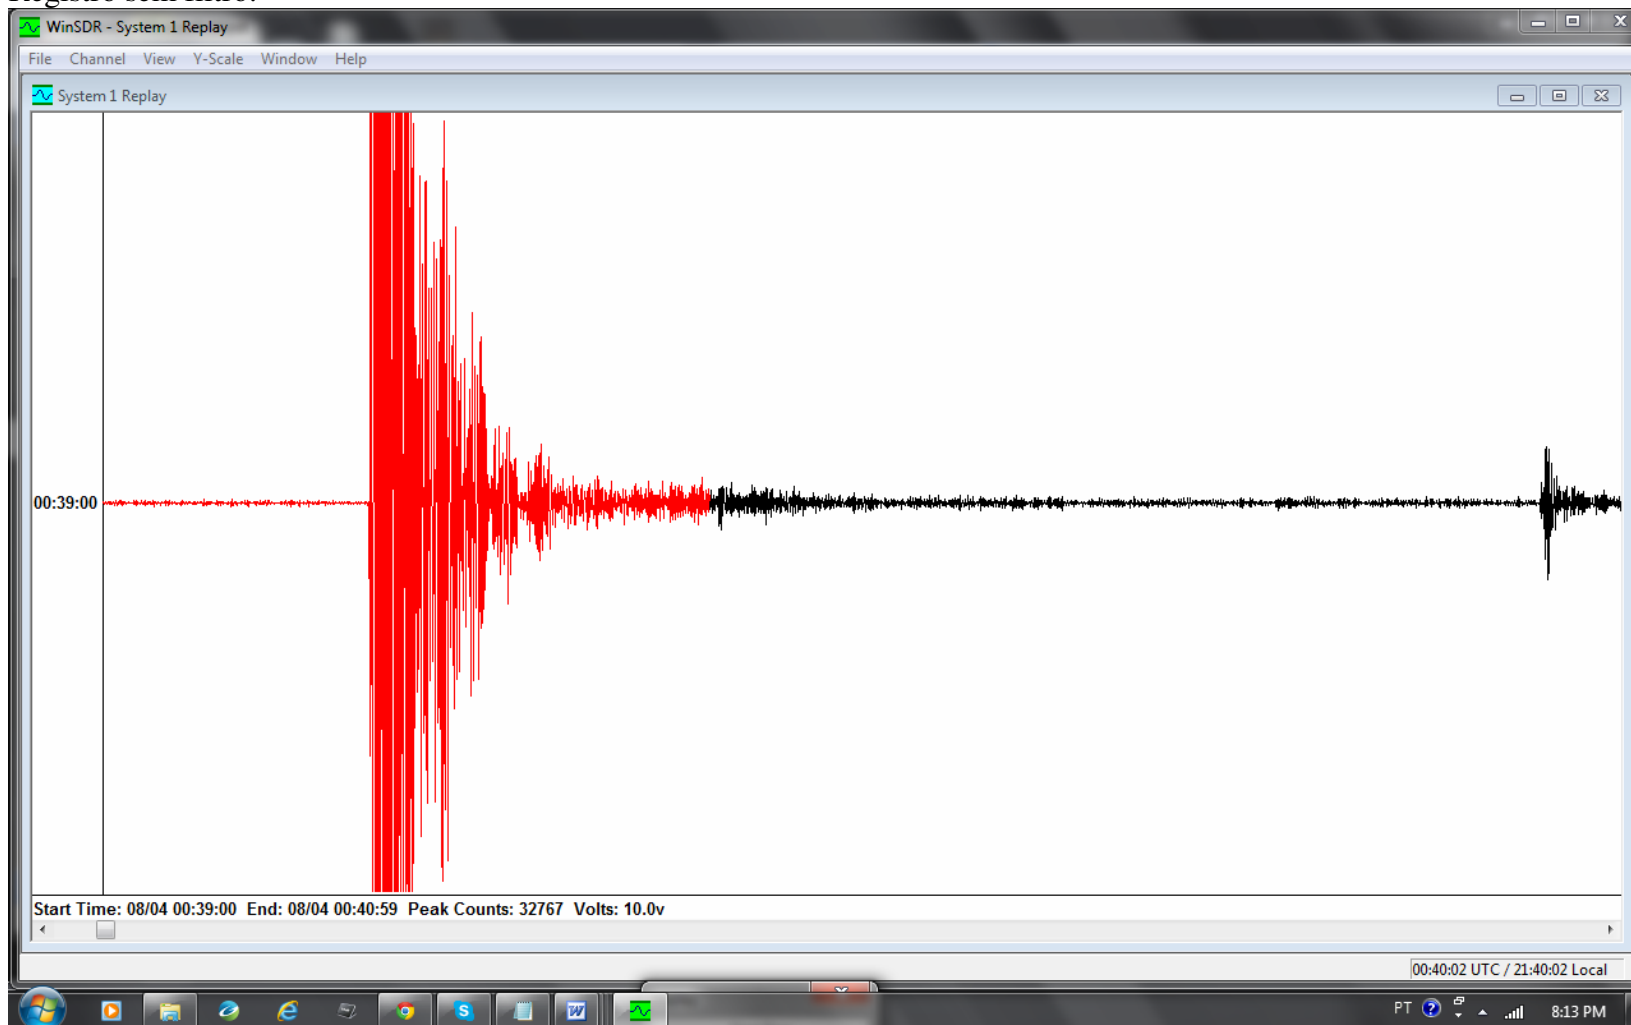 WinSDR - System 1 Replay
File Channel View Y-Scale Window Help
System 1 Replay
00:39:00
Start Time: 08/04 00:39:00 End: 08/04 00:40:59 Peak Counts: 32767 Volts: 10.0v
00:40:02 UTC / 21:40:02 Local
PT
8:13 PM